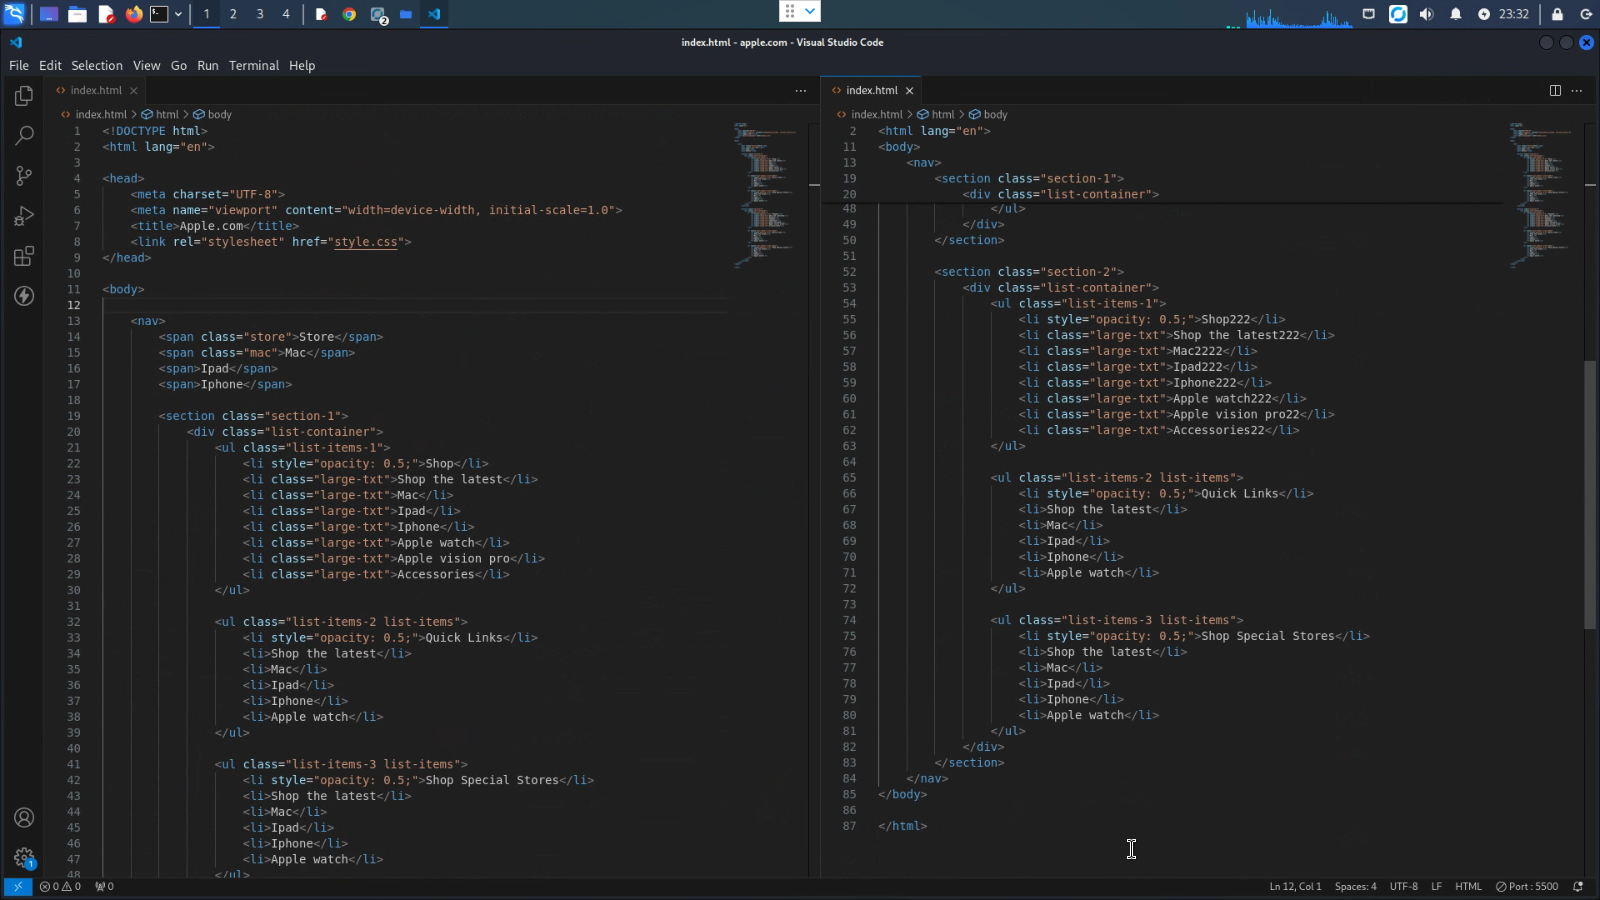 1 2 3 4
2
23:32
index.html - apple.com - Visual Studio Code
File Edit Selection View Go Run Terminal Help
index.html
index.html > html > body
1 <!DOCTYPE html>
2 <html lang="en">
3
4 <head>
5 <meta charset="UTF-8">
6 <meta name="viewport" content="width=device-width, initial-scale=1.0">
7 <title>Apple.com</title>
8 <link rel="stylesheet" href="style.css">
9 </head>
10
11 <body>
12
13 <nav>
14 <span class="store">Store</span>
15 <span class="mac">Mac</span>
16 <span>Ipad</span>
17 <span>Iphone</span>
18
19 <section class="section-1">
20 <div class="list-container">
21 <ul class="list-items-1">
22 <li style="opacity: 0.5;">Shop</li>
23 <li class="large-txt">Shop the latest</li>
24 <li class="large-txt">Mac</li>
25 <li class="large-txt">Ipad</li>
26 <li class="large-txt">Iphone</li>
27 <li class="large-txt">Apple watch</li>
28 <li class="large-txt">Apple vision pro</li>
29 <li class="large-txt">Accessories</li>
30 </ul>
31
32 <ul class="list-items-2 list-items">
33 <li style="opacity: 0.5;">Quick Links</li>
34 <li>Shop the latest</li>
35 <li>Mac</li>
36 <li>Ipad</li>
37 <li>Iphone</li>
38 <li>Apple watch</li>
39 </ul>
40
41 <ul class="list-items-3 list-items">
42 <li style="opacity: 0.5;">Shop Special Stores</li>
43 <li>Shop the latest</li>
44 <li>Mac</li>
45 <li>Ipad</li>
46 <li>Iphone</li>
47 <li>Apple watch</li>
48 </ul>
index.html
index.html > html > body
2 <html lang="en">
11 <body>
13 <nav>
19 <section class="section-1">
20 <div class="list-container">
48 </ul>
49 </div>
50 </section>
51
52 <section class="section-2">
53 <div class="list-container">
54 <ul class="list-items-1">
55 <li style="opacity: 0.5;">Shop222</li>
56 <li class="large-txt">Shop the latest222</li>
57 <li class="large-txt">Mac2222</li>
58 <li class="large-txt">Ipad222</li>
59 <li class="large-txt">Iphone222</li>
60 <li class="large-txt">Apple watch222</li>
61 <li class="large-txt">Apple vision pro22</li>
62 <li class="large-txt">Accessories22</li>
63 </ul>
64
65 <ul class="list-items-2 list-items">
66 <li style="opacity: 0.5;">Quick Links</li>
67 <li>Shop the latest</li>
68 <li>Mac</li>
69 <li>Ipad</li>
70 <li>Iphone</li>
71 <li>Apple watch</li>
72 </ul>
73
74 <ul class="list-items-3 list-items">
75 <li style="opacity: 0.5;">Shop Special Stores</li>
76 <li>Shop the latest</li>
77 <li>Mac</li>
78 <li>Ipad</li>
79 <li>Iphone</li>
80 <li>Apple watch</li>
81 </ul>
82 </div>
83 </section>
84 </nav>
85 </body>
86
87 </html>
1
0 0 0 Ln 12, Col 1 Spaces: 4 UTF-8 LF HTML Port : 5500